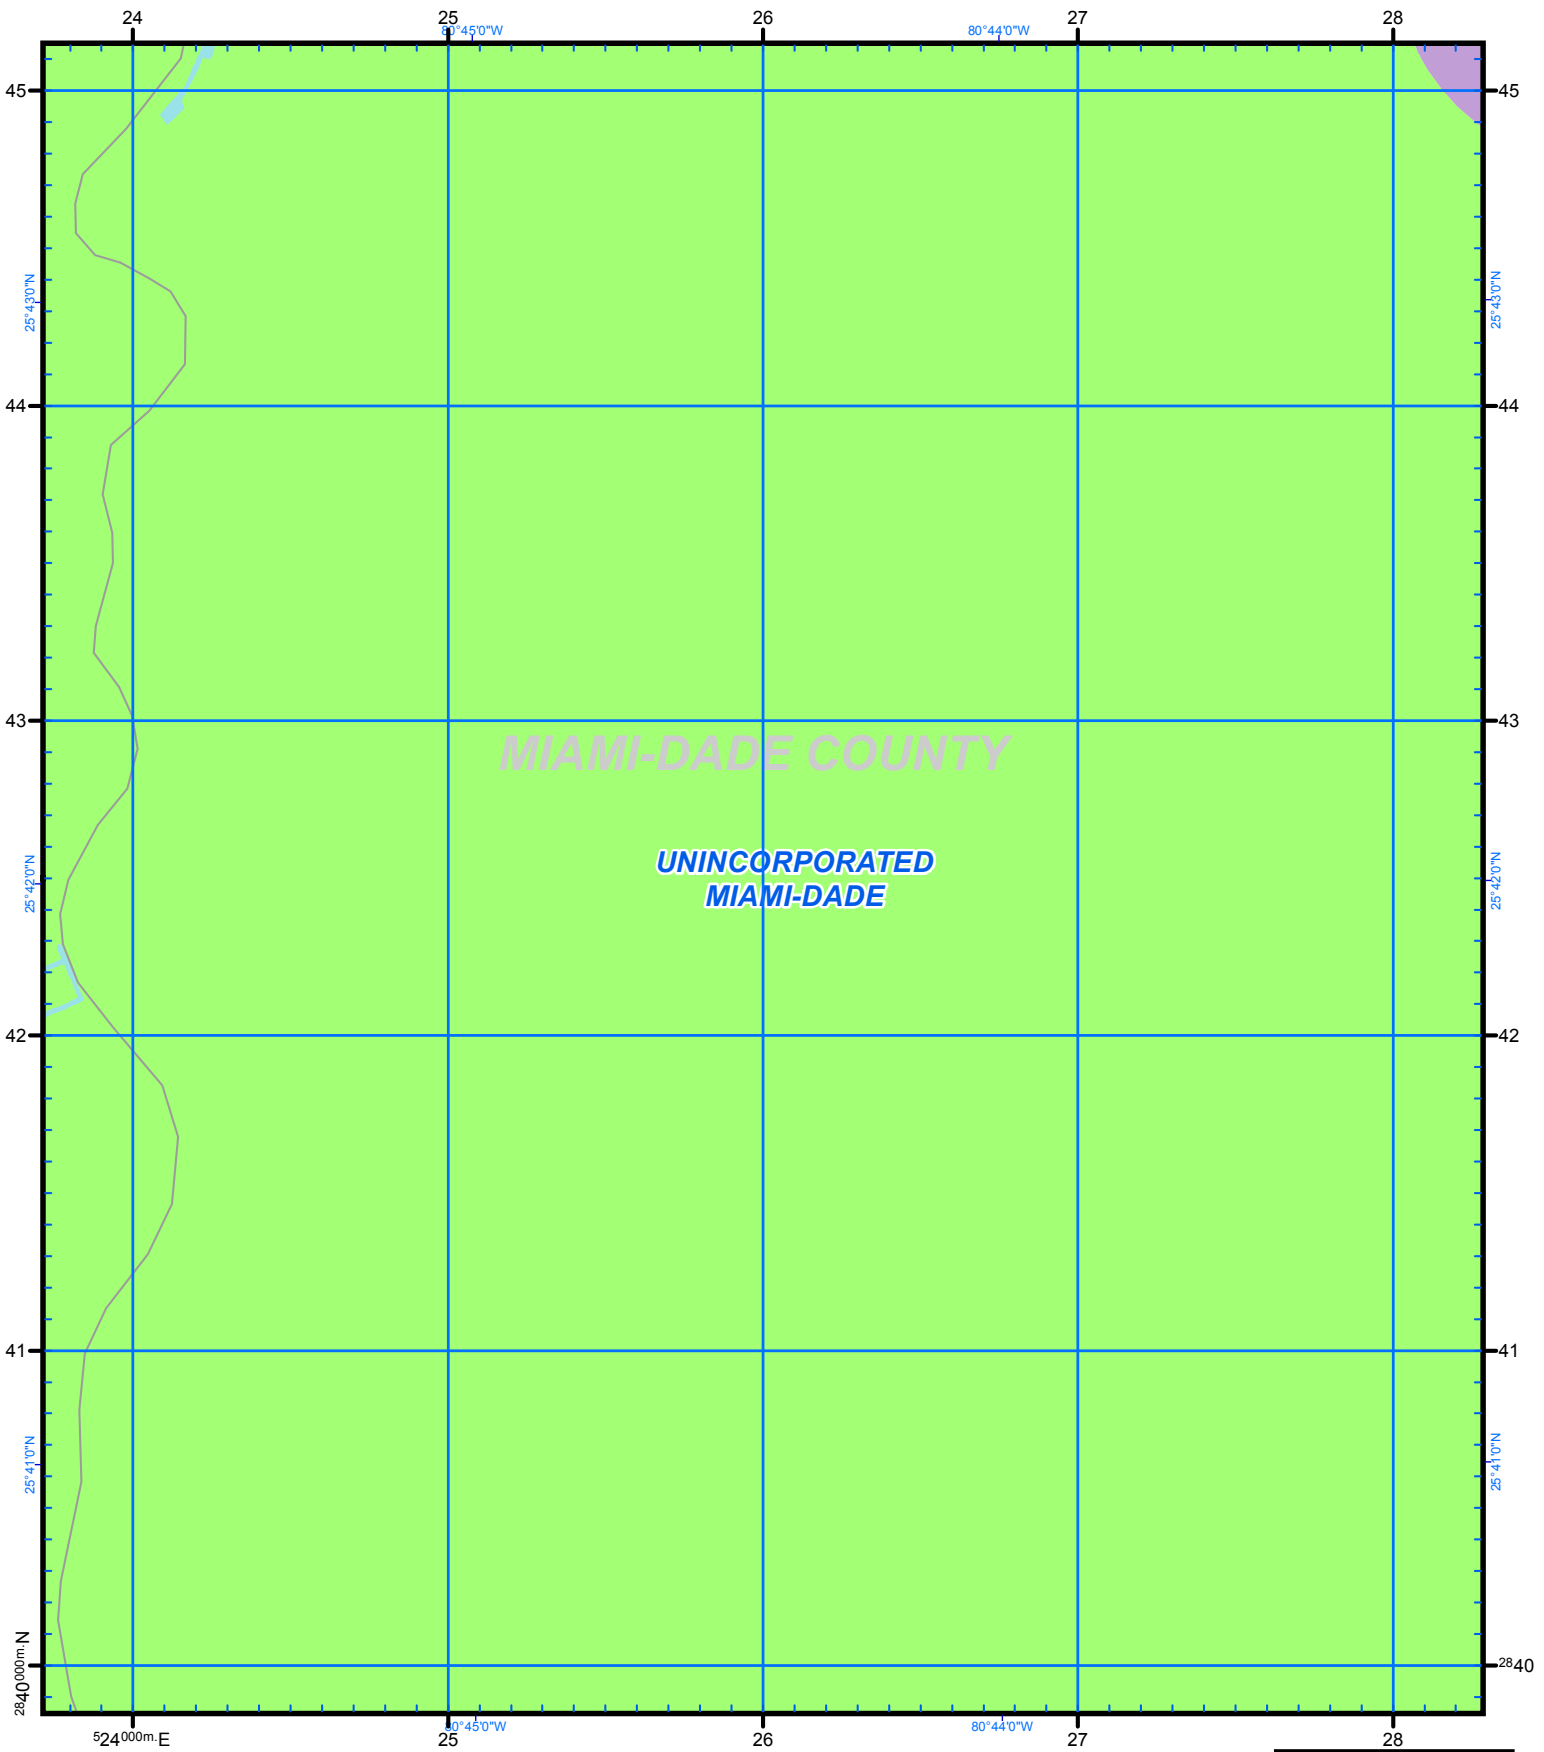 24 25 26 27 28
80°45'0"W 80°44'0"W
45 45
25°43'0"N 25°43'0"N
44 44
43 43
MIAMI-DADE COUNTY
UNINCORPORATED
MIAMI-DADE
25°42'0"N 25°42'0"N
42 42
41 41
25°41'0"N 25°41'0"N
2840000m.N 2840
80°45'0"W 80°44'0"W
524000m.E 25 26 27 28